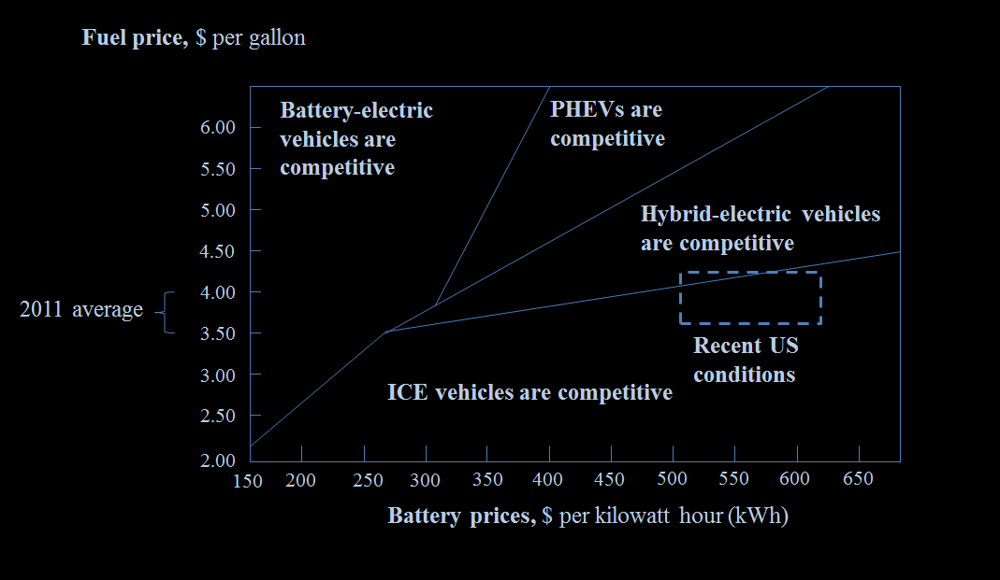 Fuel price, $ per gallon
Battery-electric
vehicles are
competitive
PHEVs are
competitive
Hybrid-electric vehicles
are competitive
6.00
5.50
5.00
4.50
4.00
3.50
3.00
2.50
2.00
2011 average
Recent US
conditions
ICE vehicles are competitive
150 200 250 300 350 400 450 500 550 600 650
Battery prices, $ per kilowatt hour (kWh)